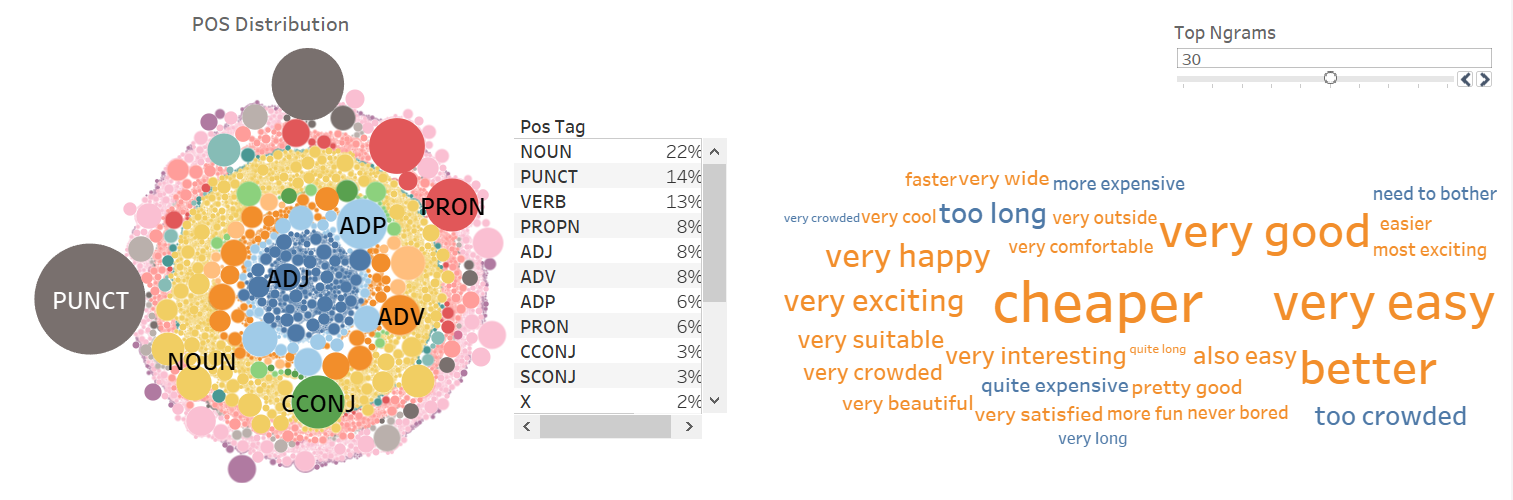 POS Distribution
PUNCT
PRON
ADP
ADJ
ADV
NOUN
CCONJ
Pos Tag
NOUN 22%
PUNCT 14%
VERB 13%
PROPN 8%
ADJ 8%
ADV 8%
ADP 6%
PRON 6%
CCONJ 3%
SCONJ 3%
X 2%
Top Ngrams
30
faster very wide more expensive
need to bother
very crowded very cool too long very outside very good easier
very happy very comfortable most exciting
very exciting cheaper very easy
very suitable
very interesting quite long also easy better
very crowded
quite expensive pretty good
very beautiful
very satisfied more fun never bored too crowded
very long